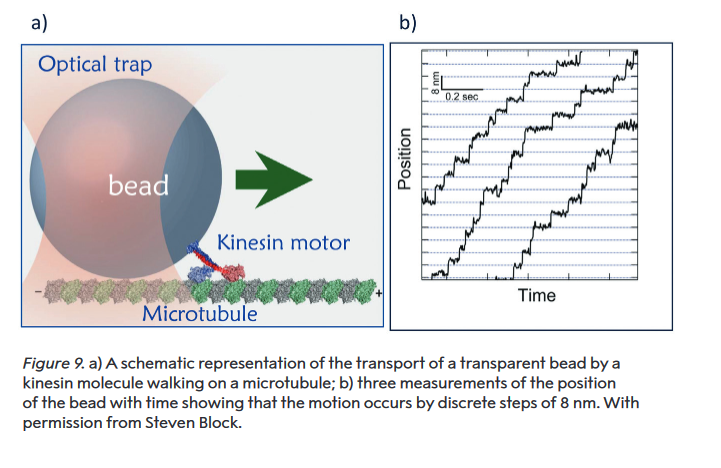 a)
b)
Optical trap
bead
Kinesin motor
-
+
Microtubule
8 nm
0.2 sec
Position
Time
Figure 9. a) A schematic representation of the transport of a transparent bead by a
kinesin molecule walking on a microtubule; b) three measurements of the position
of the bead with time showing that the motion occurs by discrete steps of 8 nm. With
permission from Steven Block.